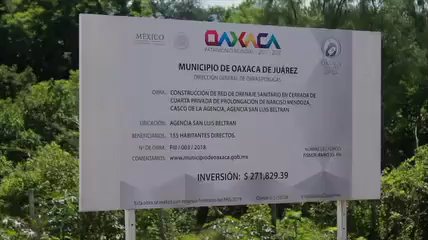 MÉXICO
OAXACA
MUNICIPIO DE OAXACA DE JUÁREZ
DIRECCIÓN GENERAL DE OBRAS PÚBLICAS
OBRA: CONSTRUCCIÓN DE RED DE DRENAJE SANITARIO EN CERRADA DE
CUARTA PRIVADA DE PROLONGACIÓN DE NARCISO MENDOZA,
CASCO DE LA AGENCIA, AGENCIA SAN LUIS BELTRAN
UBICACIÓN: AGENCIA SAN LUIS BELTRAN
BENEFICIARIOS: 155 HABITANTES DIRECTOS.
N° DE OBRA: FIII / 083 / 2018
COMENTARIOS: www.municipiodeoaxaca.gob.mx
INVERSIÓN: $ 271,829.39